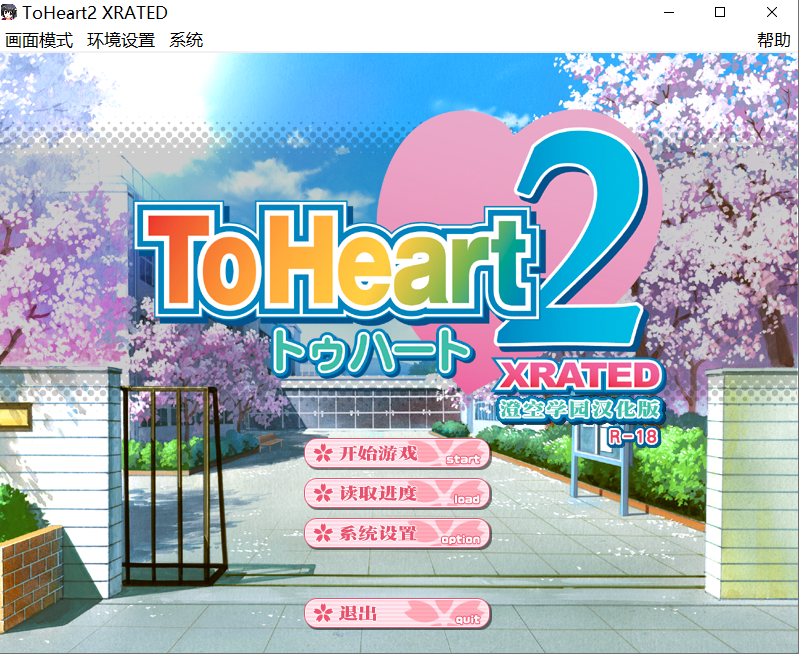 ToHeart2 XRATED
画面模式 环境设置 系统 帮助
ToHeart2
トゥハート
XRATED
澄空学园汉化版
R-18
开始游戏 start
读取进度 load
系统设置 option
退出 quit